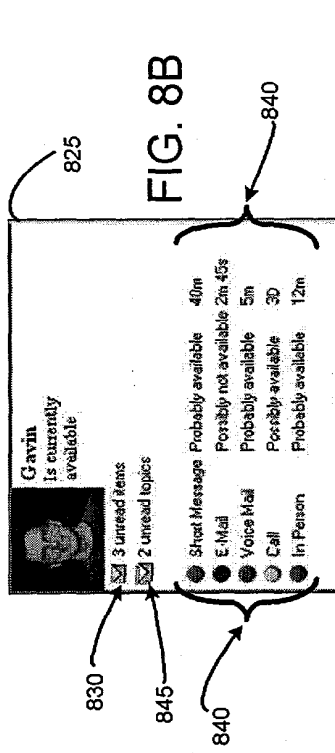 FIG. 8B
825
Gavin
Is currently
available
830
3 unread items
845
2 unread topics
840
840
Short Message Probably available 40m
E-Mail Possibly not available 2m 45s
Voice Mail Probably available 5m
Call Possibly available 30
In Person Probably available 12m